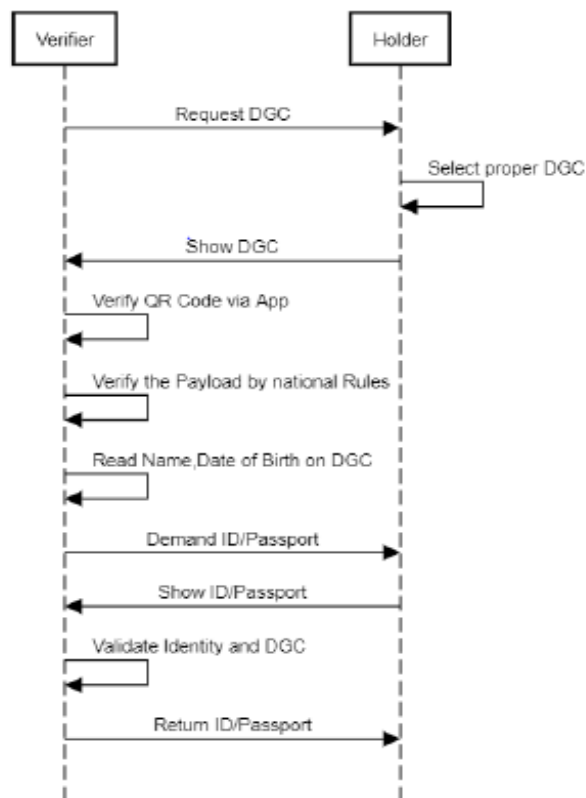 Verifier
Holder
Request DGC
Select proper DGC
Show DGC
Verify QR Code via App
Verify the Payload by national Rules
Read Name,Date of Birth on DGC
Demand ID/Passport
Show ID/Passport
Validate Identity and DGC
Return ID/Passport